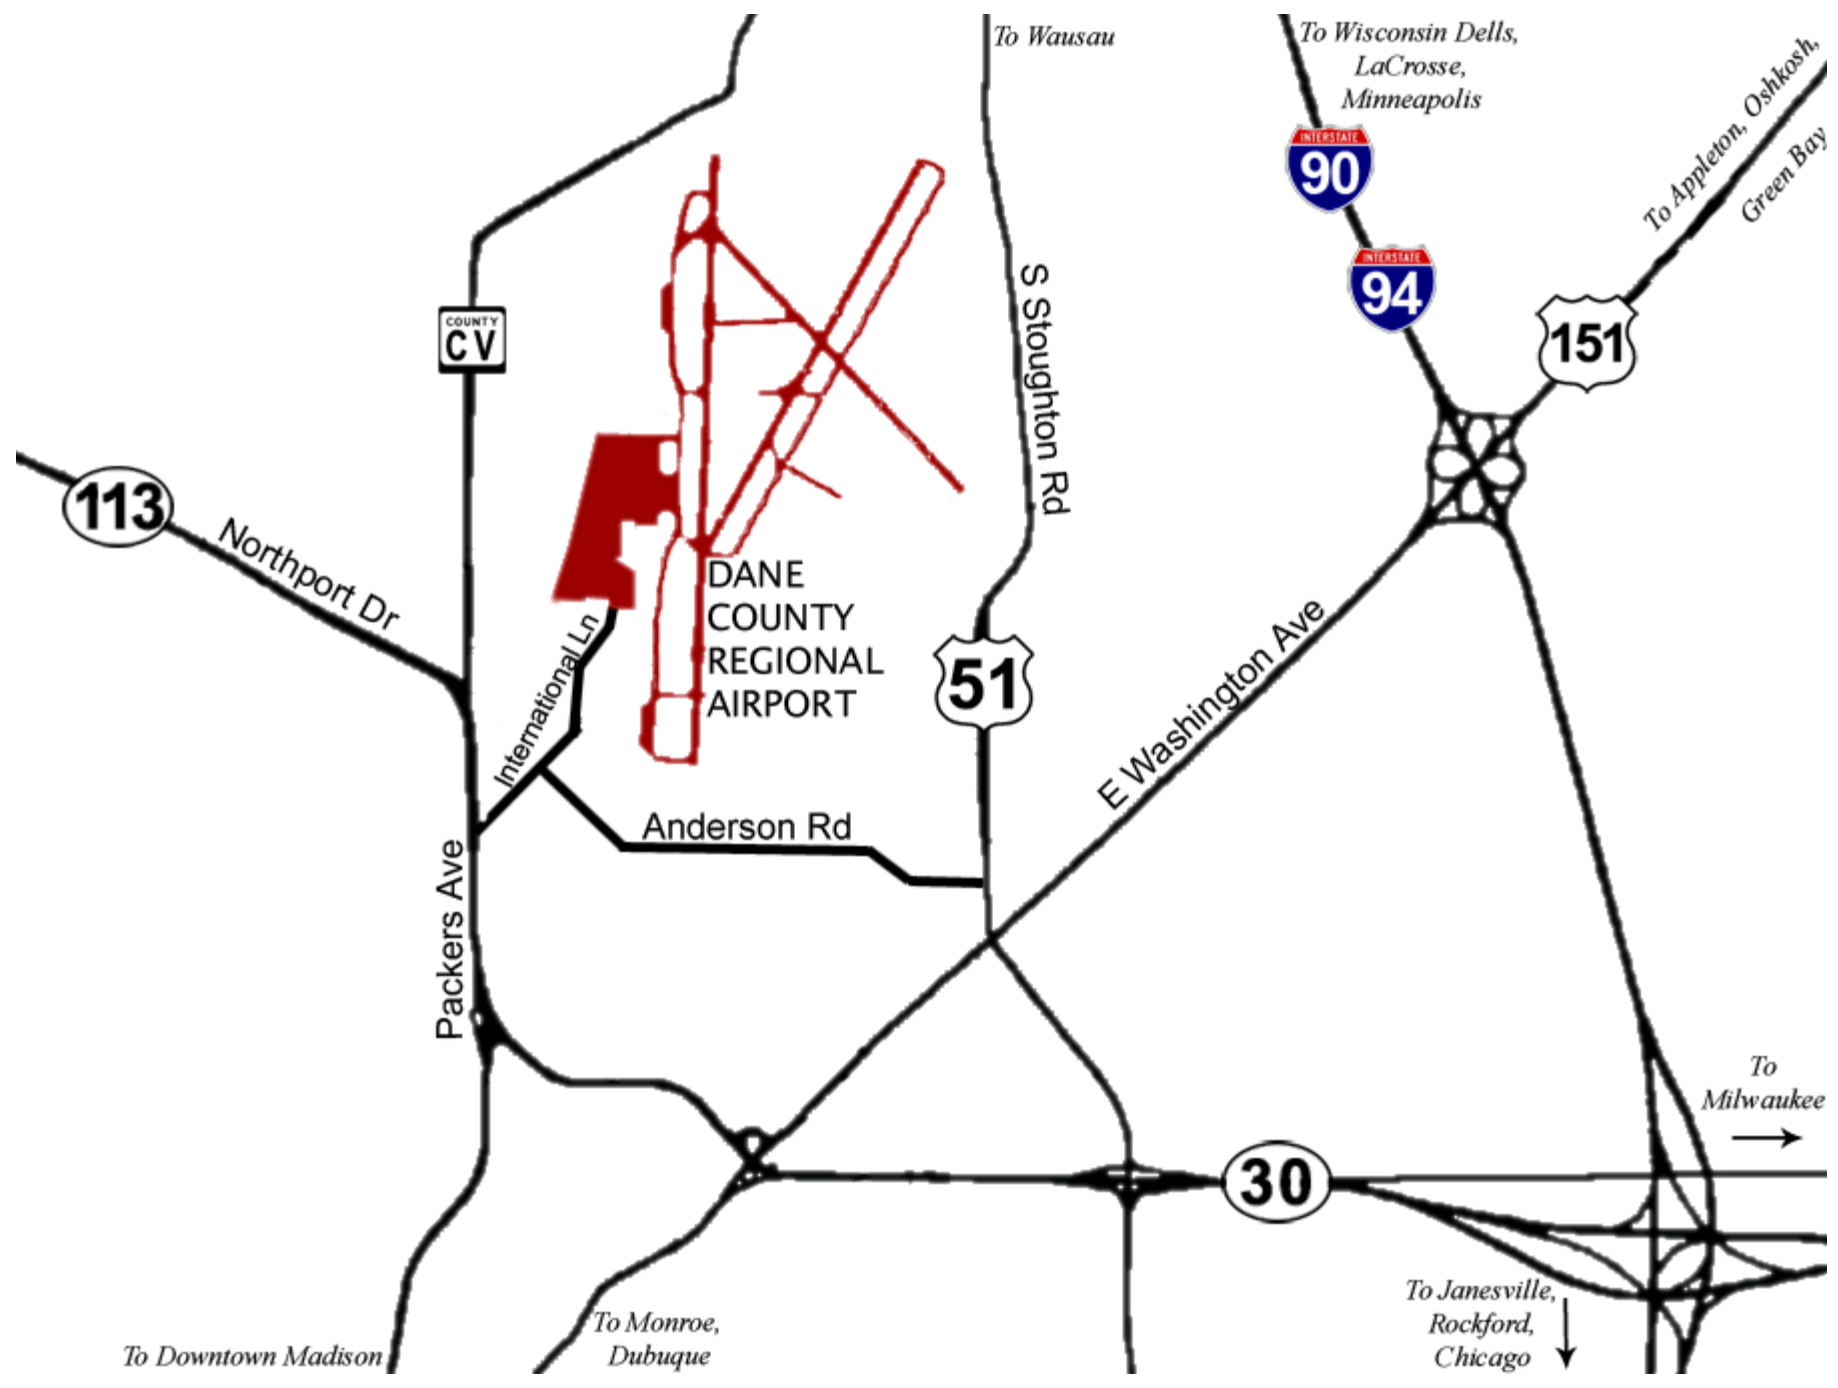 To Wausau
To Wisconsin Dells,
LaCrosse,
Minneapolis
To Appleton, Oshkosh,
Green Bay
INTERSTATE
90
INTERSTATE
94
151
COUNTY
CV
S Stoughton Rd
113
Northport Dr
DANE
COUNTY
REGIONAL
AIRPORT
International Ln
51
E Washington Ave
Anderson Rd
Packers Ave
To
Milwaukee
30
To Janesville,
Rockford,
Chicago
To Monroe,
Dubuque
To Downtown Madison